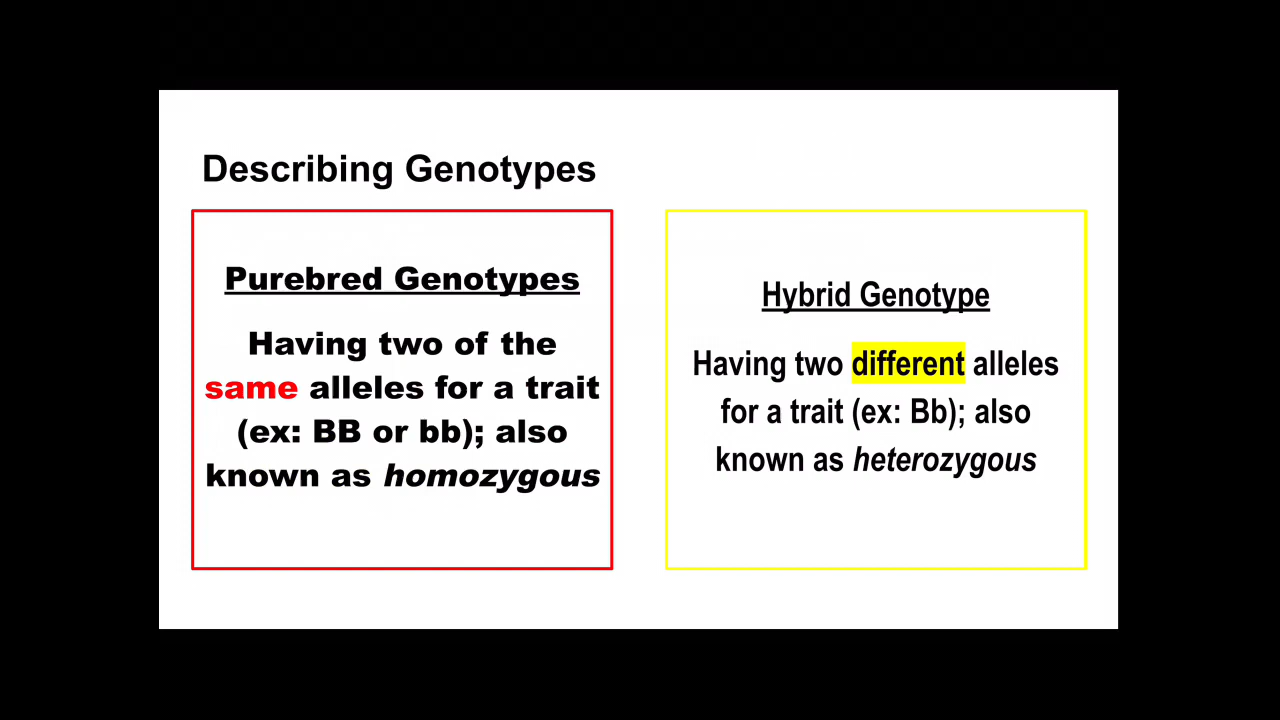 Describing Genotypes
Purebred Genotypes
Having two of the
same alleles for a trait
(ex: BB or bb); also
known as homozygous
Hybrid Genotype
Having two different alleles
for a trait (ex: Bb); also
known as heterozygous